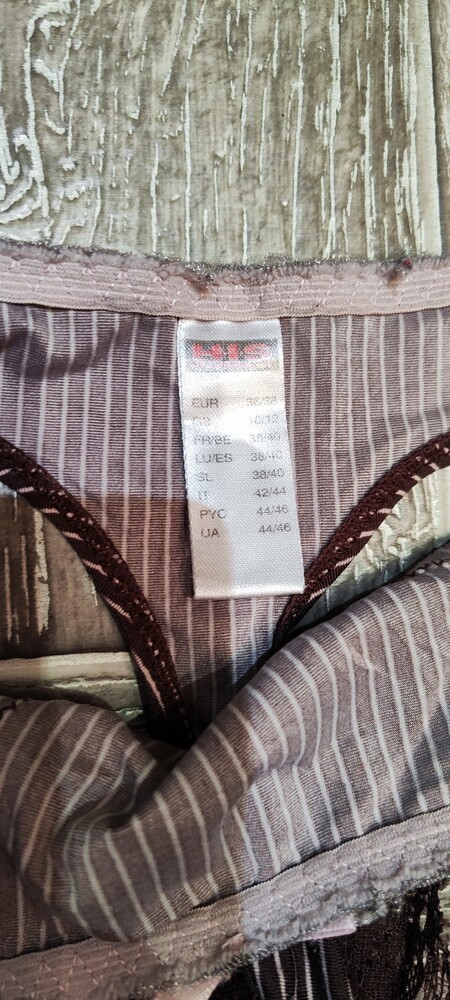 H.I.S
EUR 36/38
GB 10/12
FR/BE 38/40
LU/ES 38/40
SL 38/40
IT 42/44
РУС 44/46
UA 44/46